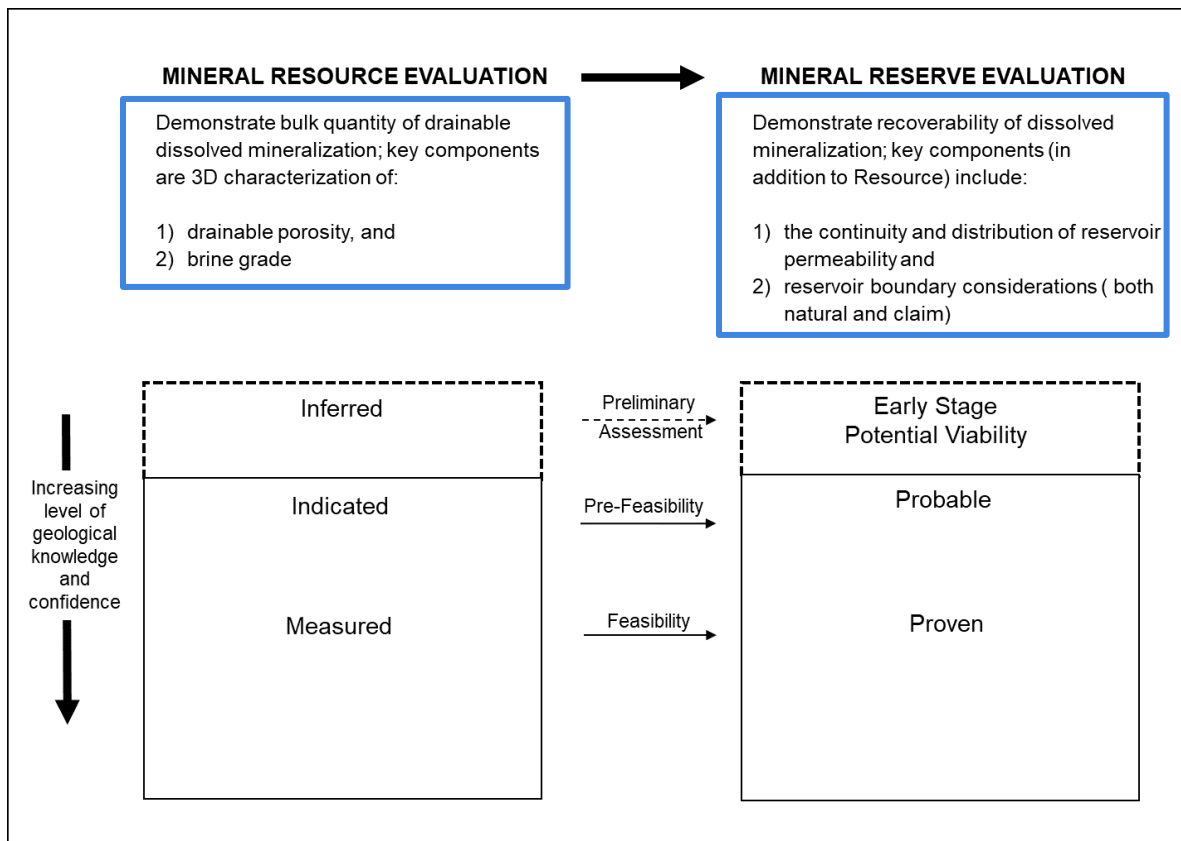 MINERAL RESOURCE EVALUATION
MINERAL RESERVE EVALUATION
Demonstrate bulk quantity of drainable
dissolved mineralization; key components
are 3D characterization of:
1) drainable porosity, and
2) brine grade
Demonstrate recoverability of dissolved
mineralization; key components (in
addition to Resource) include:
1) the continuity and distribution of reservoir
permeability and
2) reservoir boundary considerations ( both
natural and claim)
Increasing
level of
geological
knowledge
and
confidence
Inferred
Preliminary
Assessment
Early Stage
Potential Viability
Indicated
Pre-Feasibility
Probable
Measured
Feasibility
Proven